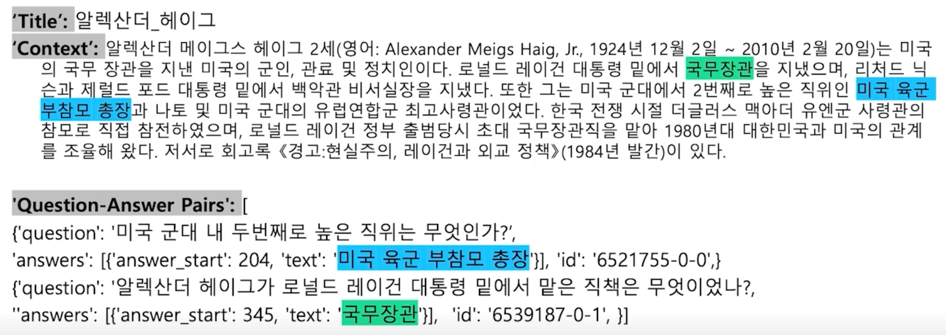 'Title': 알렉산더_헤이그
'Context': 알렉산더 메이그스 헤이그 2세(영어: Alexander Meigs Haig, Jr., 1924년 12월 2일 ~ 2010년 2월 20일)는 미국
의 국무 장관을 지낸 미국의 군인, 관료 및 정치인이다. 로널드 레이건 대통령 밑에서 국무장관을 지냈으며, 리처드 닉
슨과 제럴드 포드 대통령 밑에서 백악관 비서실장을 지냈다. 또한 그는 미국 군대에서 2번째로 높은 직위인 미국 육군
부참모 총장과 나토 및 미국 군대의 유럽연합군 최고사령관이었다. 한국 전쟁 시절 더글러스 맥아더 유엔군 사령관의
참모로 직접 참전하였으며, 로널드 레이건 정부 출범당시 초대 국무장관직을 맡아 1980년대 대한민국과 미국의 관계
를 조율해 왔다. 저서로 회고록 《경고:현실주의, 레이건과 외교 정책》(1984년 발간)이 있다.
'Question-Answer Pairs': [
{'question': '미국 군대 내 두번째로 높은 직위는 무엇인가?',
'answers': [{'answer_start': 204, 'text': '미국 육군 부참모 총장'}], 'id': '6521755-0-0',}
{'question': '알렉산더 헤이그가 로널드 레이건 대통령 밑에서 맡은 직책은 무엇이었나?,
''answers': [{'answer_start': 345, 'text': '국무장관'}], 'id': '6539187-0-1', }]